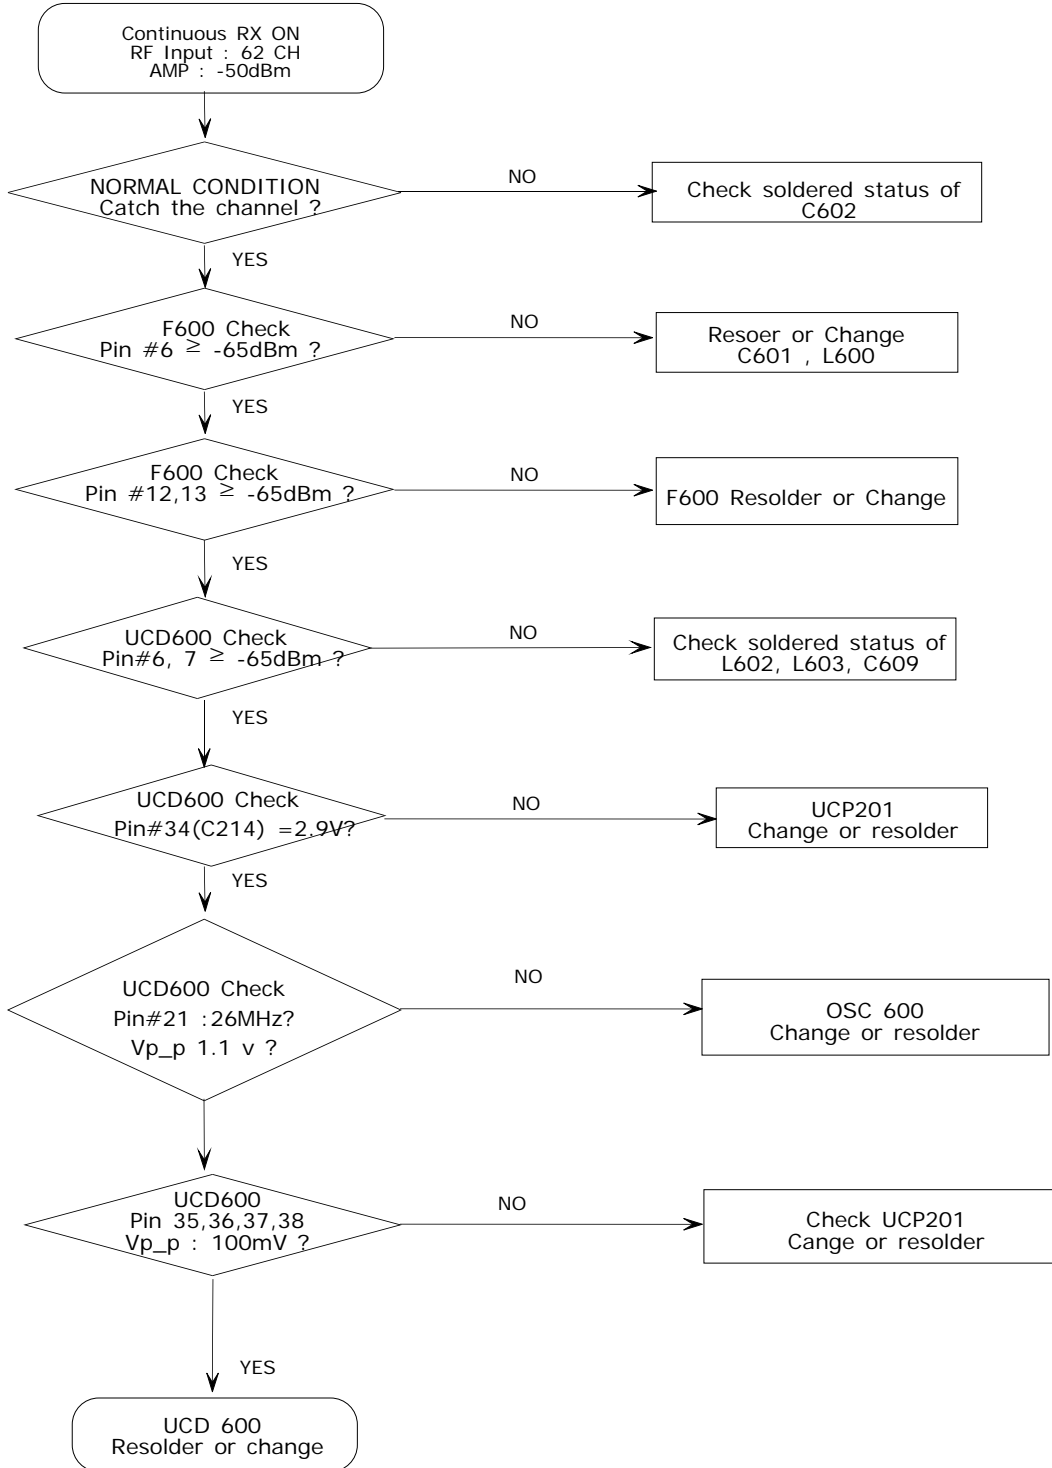 Continuous RX ON
RF Input : 62 CH
AMP : -50dBm
NORMAL CONDITION
Catch the channel ?
NO
Check soldered status of
C602
YES
F600 Check
Pin #6 ≥ -65dBm ?
NO
Resoer or Change
C601 , L600
YES
F600 Check
Pin #12,13 ≥ -65dBm ?
NO
F600 Resolder or Change
YES
UCD600 Check
Pin#6, 7 ≥ -65dBm ?
NO
Check soldered status of
L602, L603, C609
YES
UCD600 Check
Pin#34(C214) =2.9V?
NO
UCP201
Change or resolder
YES
UCD600 Check
Pin#21 :26MHz?
Vp_p 1.1 v ?
NO
OSC 600
Change or resolder
UCD600
Pin 35,36,37,38
Vp_p : 100mV ?
NO
Check UCP201
Cange or resolder
YES
UCD 600
Resolder or change